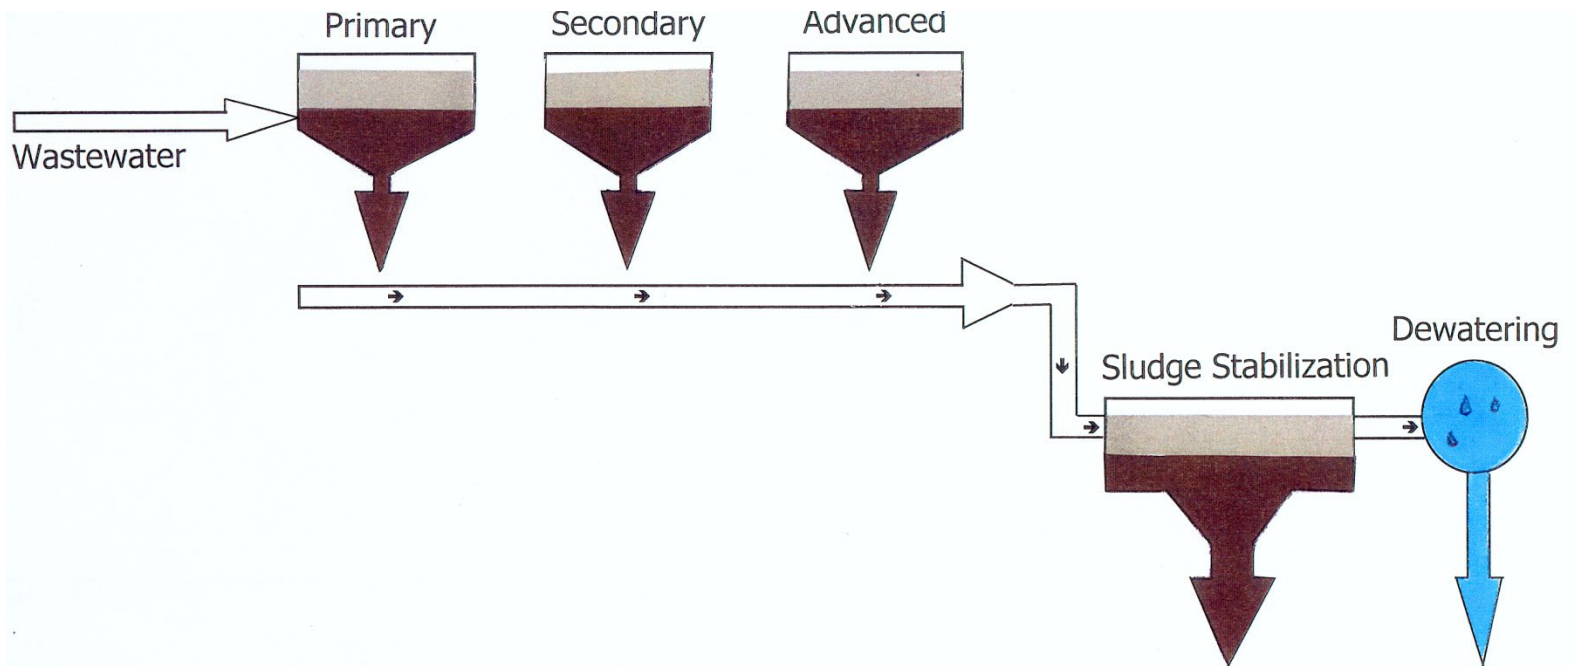 Primary
Secondary
Advanced
Wastewater
Dewatering
Sludge Stabilization